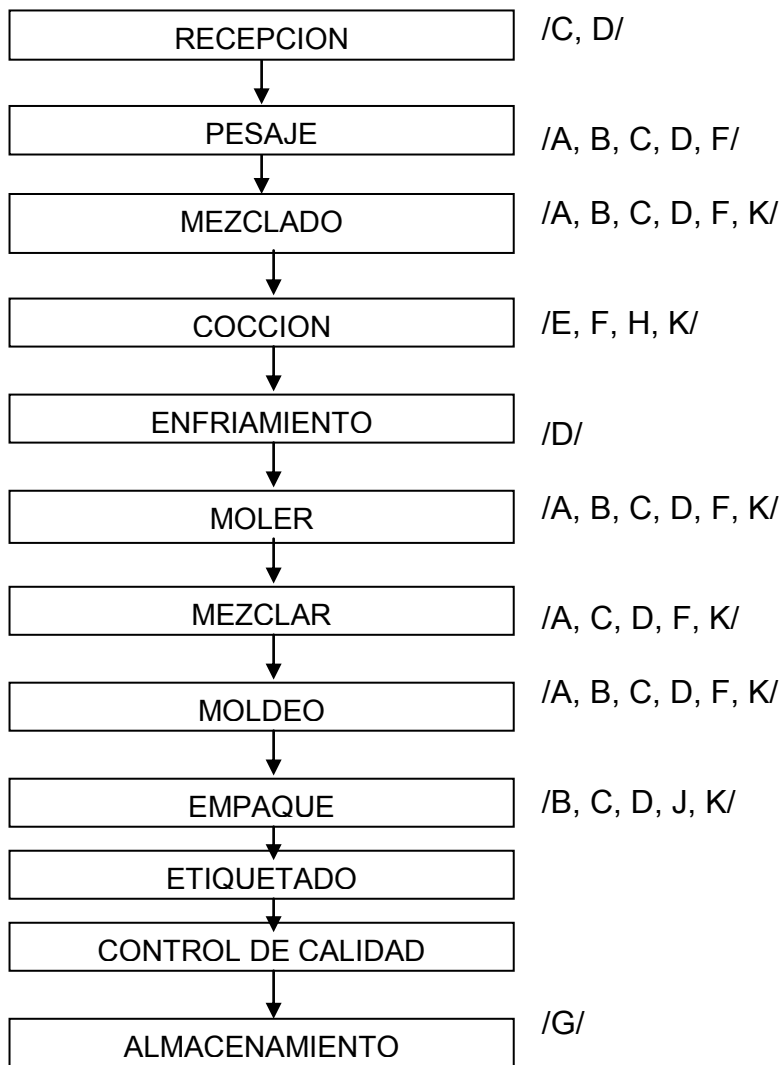 RECEPCION /C, D/
PESAJE /A, B, C, D, F/
MEZCLADO /A, B, C, D, F, K/
COCCION /E, F, H, K/
ENFRIAMIENTO /D/
MOLER /A, B, C, D, F, K/
MEZCLAR /A, C, D, F, K/
MOLDEO /A, B, C, D, F, K/
EMPAQUE /B, C, D, J, K/
ETIQUETADO
CONTROL DE CALIDAD
ALMACENAMIENTO /G/